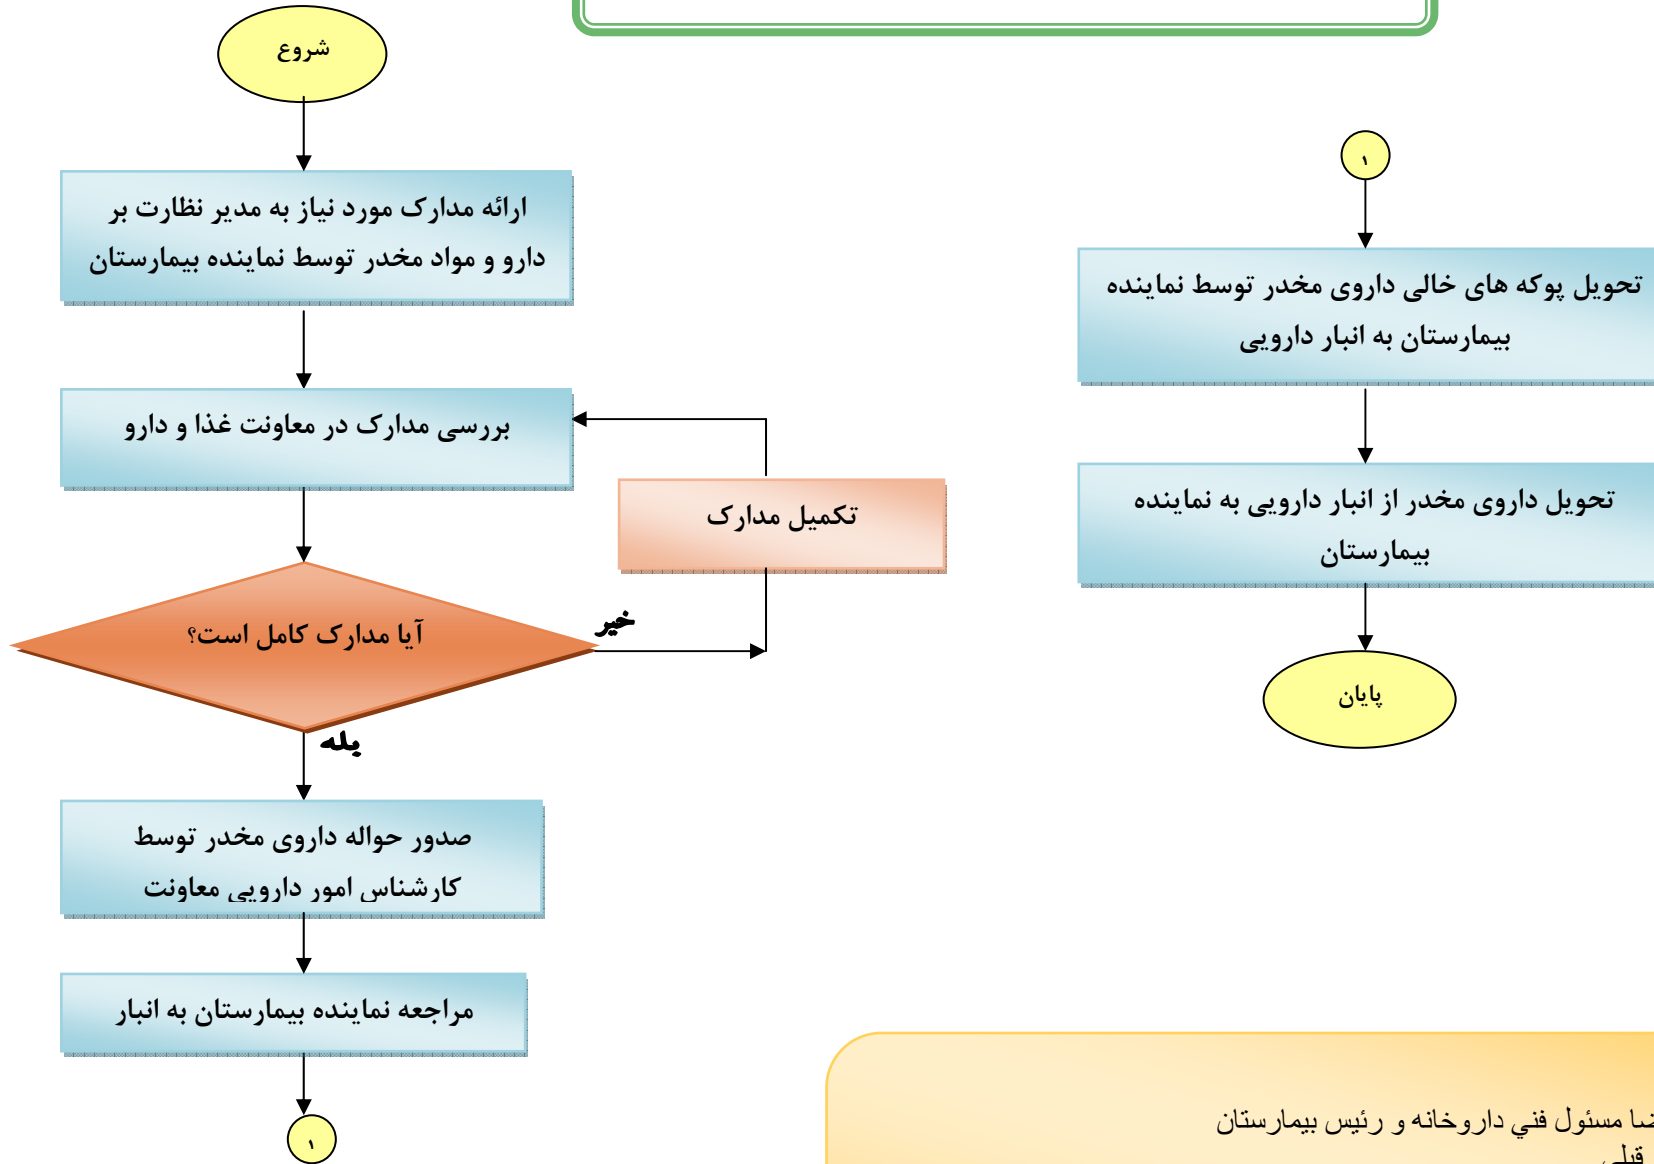 شروع
ارائه مدارک مورد نیاز به مدیر نظارت بر
دارو و مواد مخدر توسط نماینده بیمارستان
بررسی مدارک در معاونت غذا و دارو
تکمیل مدارک
آیا مدارک کامل است؟
خیر
بله
صدور حواله داروی مخدر توسط
کارشناس امور دارویی معاونت
مراجعه نماینده بیمارستان به انبار
۱
۱
تحویل پوکه های خالی داروی مخدر توسط نماینده
بیمارستان به انبار دارویی
تحویل داروی مخدر از انبار دارویی به نماینده
بیمارستان
پایان
مسئول فني داروخانه و رئيس بيمارستان
قبلي